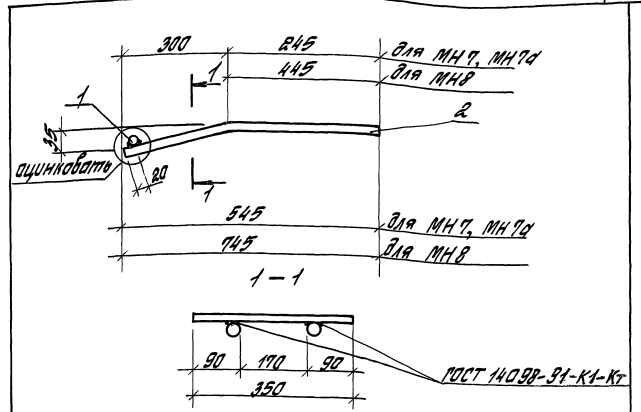 300
245
для МН7, МН7а
445
для МН8
1
1
2
35
оцинковать
20
1
545
для МН7, МН7а
745
для МН8
1-1
90
170
90
ГОСТ 14098-91-К1-Кт
350